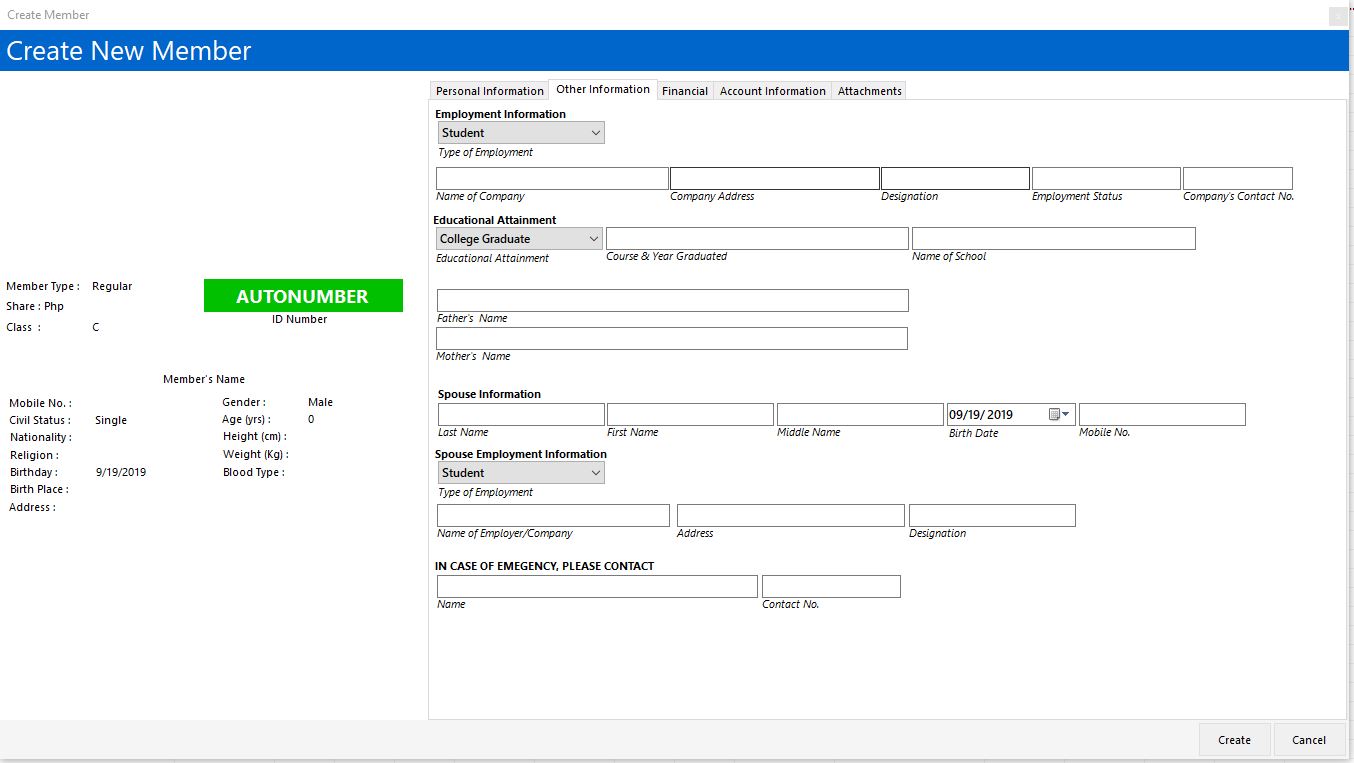 Create Member
x
Create New Member
Personal Information Other Information Financial Account Information Attachments
Employment Information
Student
Type of Employment
Name of Company Company Address Designation Employment Status Company's Contact No.
Educational Attainment
College Graduate
Educational Attainment Course & Year Graduated Name of School
Member Type : Regular
Share : Php
Class : C
AUTONUMBER
ID Number
Father's Name
Mother's Name
Member's Name
Mobile No. :
Civil Status : Single
Nationality :
Religion :
Birthday : 9/19/2019
Birth Place :
Address :
Gender : Male
Age (yrs) : 0
Height (cm) :
Weight (Kg) :
Blood Type :
Spouse Information
09/19/ 2019
Last Name First Name Middle Name Birth Date Mobile No.
Spouse Employment Information
Student
Type of Employment
Name of Employer/Company Address Designation
IN CASE OF EMEGENCY, PLEASE CONTACT
Name Contact No.
Create Cancel